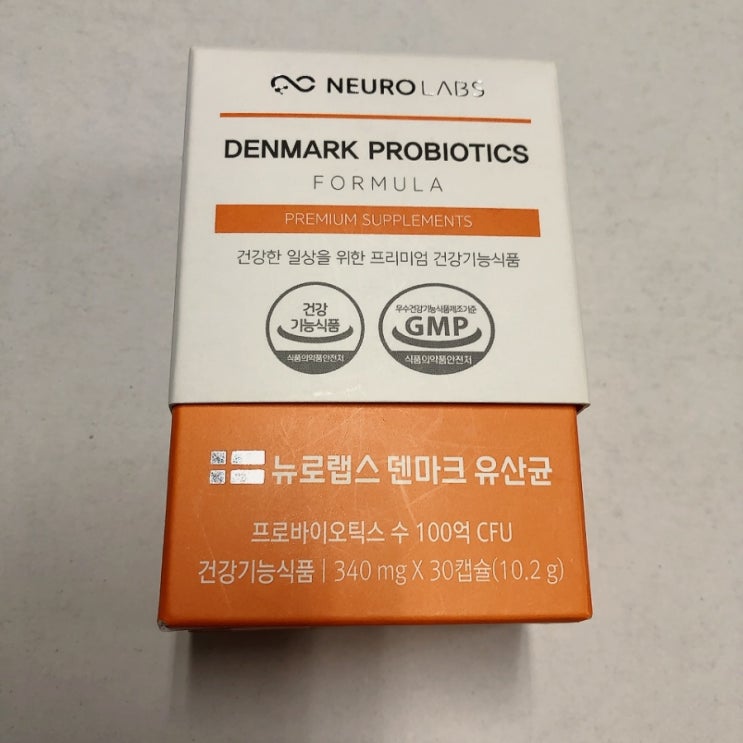 NEURO LABS
DENMARK PROBIOTICS
FORMULA
PREMIUM SUPPLEMENTS
건강한 일상을 위한 프리미엄 건강기능식품
건강
기능식품
식품의약품안전처
우수건강기능식품제조기준
GMP
식품의약품안전처
뉴로랩스 덴마크 유산균
프로바이오틱스 수 100억 CFU
건강기능식품 | 340 mg X 30캡슐(10.2 g)